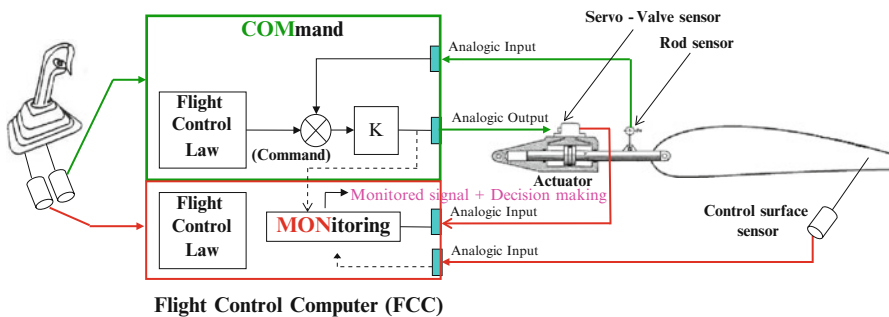 COMmand
Servo - Valve sensor
Analogic Input
Rod sensor
Flight
Control
Law
(Command)
K
Analogic Output
Actuator
Monitored signal + Decision making
Flight
Control
Law
MONitoring
Analogic Input
Analogic Input
Control surface
sensor
Flight Control Computer (FCC)